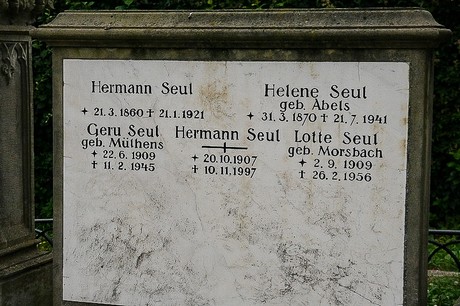 Hermann Seul
✦ 21. 3. 1860 ✝ 21. 1. 1921
Helene Seul
geb. Abels
✦ 31. 3. 1870 ✝ 21. 7. 1941
Geru Seul
geb. Mülhens
✦ 22. 6. 1909
✝ 11. 2. 1945
Hermann Seul
✦ 20.10.1907
✝ 10.11.1997
Lotte Seul
geb. Morsbach
✦ 2. 9. 1909
✝ 26. 2. 1956